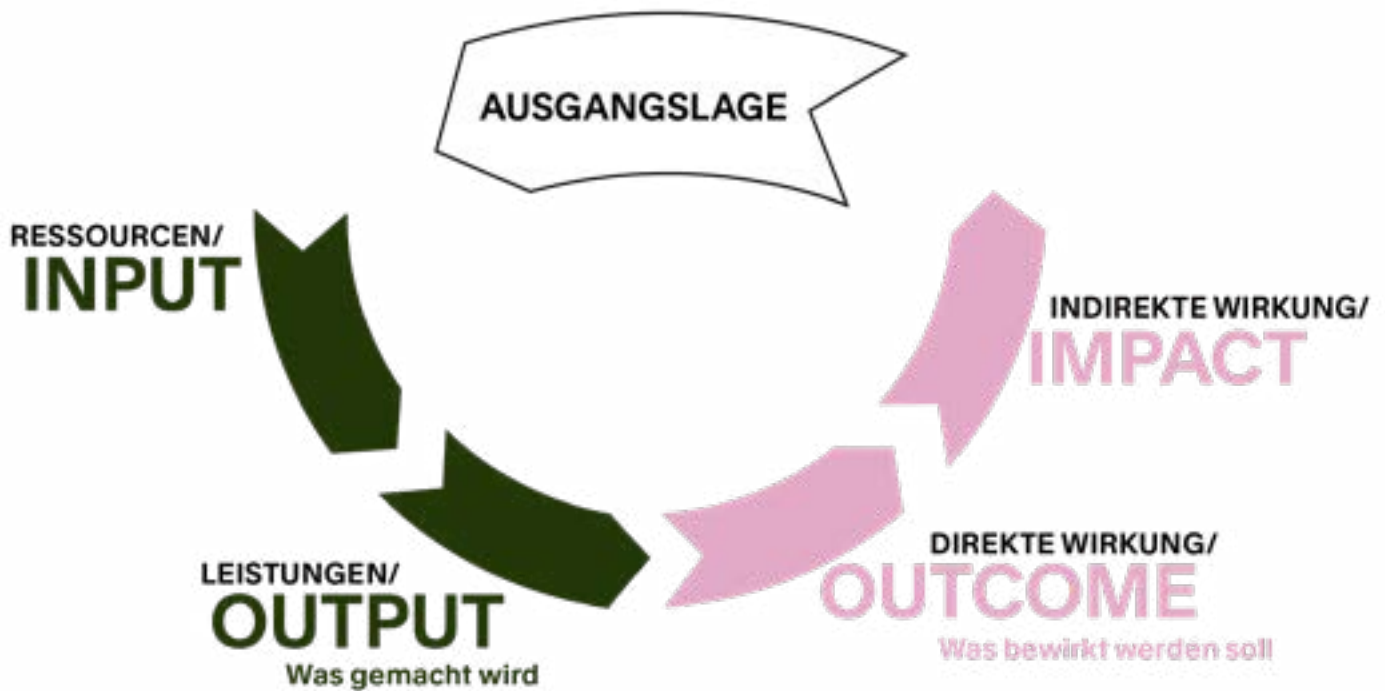 AUSGANGSLAGE
RESSOURCEN/
INPUT
LEISTUNGEN/
OUTPUT
Was gemacht wird
DIREKTE WIRKUNG/
OUTCOME
Was bewirkt werden soll
INDIREKTE WIRKUNG/
IMPACT